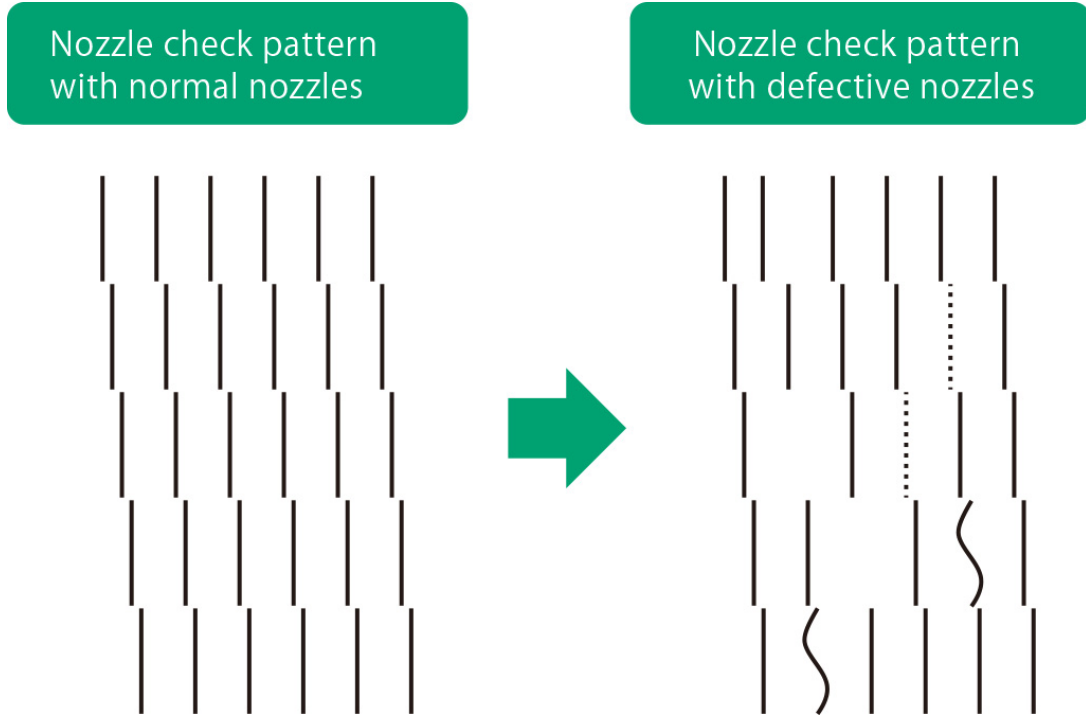 Nozzle check pattern
with normal nozzles
Nozzle check pattern
with defective nozzles